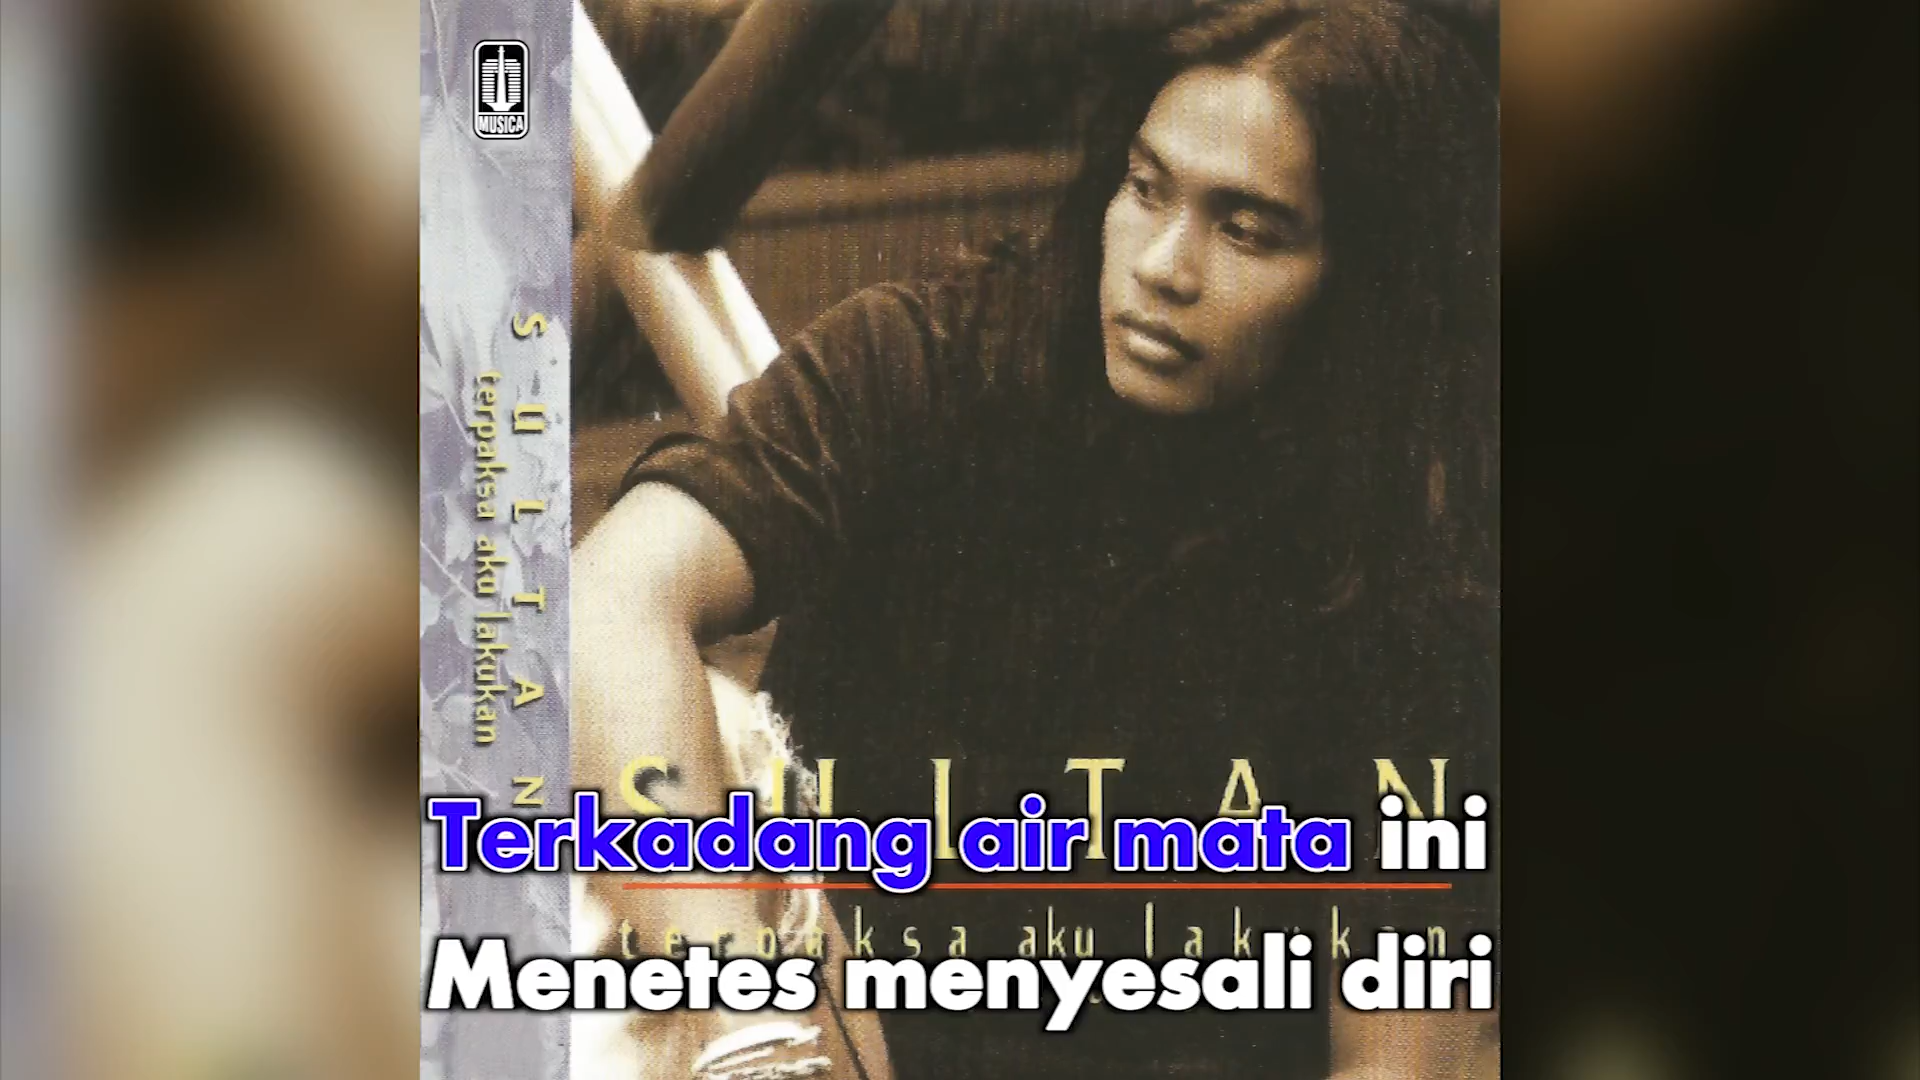 MUSICA
SULTAN
terpaksa aku lakukan
SULTAN
Terkadang air mata ini
terpaksa aku lakukan
Menetes menyesali diri